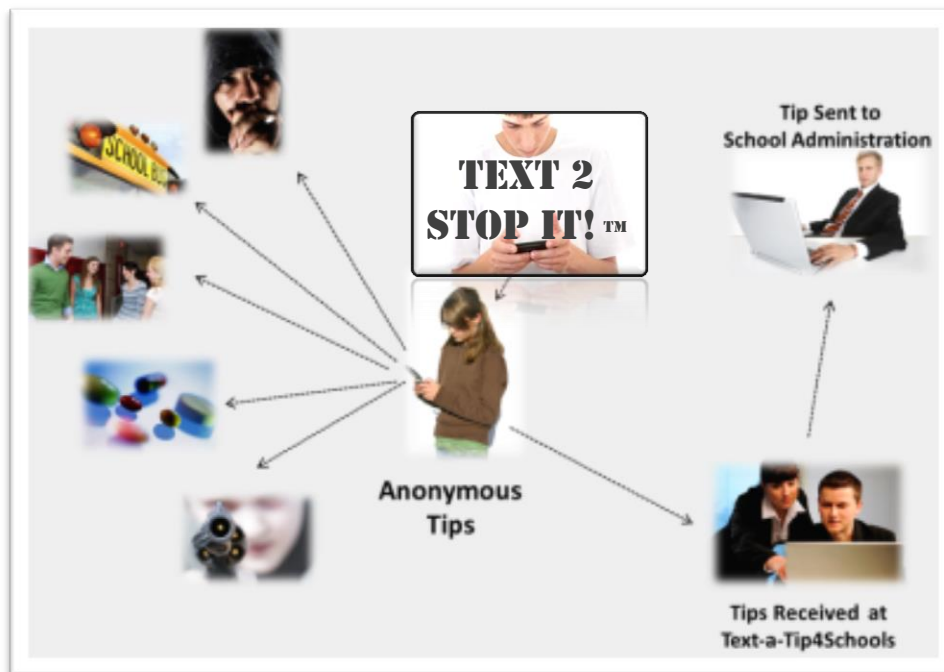 SCHOOL BUS
TEXT 2
STOP IT! TM
Tip Sent to
School Administration
Anonymous
Tips
Tips Received at
Text-a-Tip4Schools